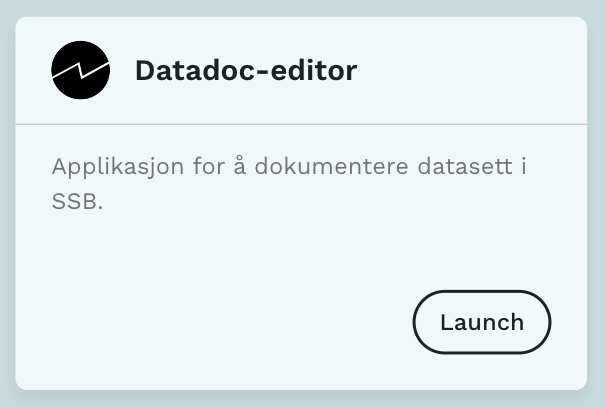 Datadoc-editor
Applikasjon for å dokumentere datasett i
SSB.
Launch